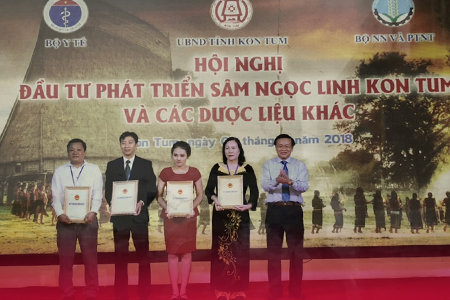 BỘ Y TẾ
UBND TỈNH KON TUM
BỘ NN VÀ PTNT
HỘI NGHỊ
ĐẦU TƯ PHÁT TRIỂN SÂM NGỌC LINH KON TUM
VÀ CÁC DƯỢC LIỆU KHÁC
Kon Tum, ngày tháng năm 2018